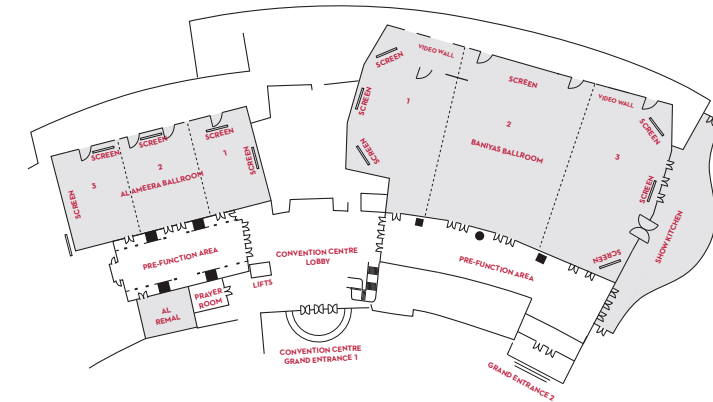 VIDEO WALL
SCREEN
SCREEN
SCREEN
VIDEO WALL
SCREEN
1
2
BANIYAS BALLROOM
3
SCREEN
SCREEN
SCREEN
SCREEN
SHOW KITCHEN
SCREEN
SCREEN
SCREEN
SCREEN
SCREEN
3
2
1
AL AMEERA BALLROOM
PRE-FUNCTION AREA
CONVENTION CENTRE
LOBBY
PRE-FUNCTION AREA
LIFTS
PRAYER
ROOM
AL
REMAL
CONVENTION CENTRE
GRAND ENTRANCE 1
GRAND ENTRANCE 2